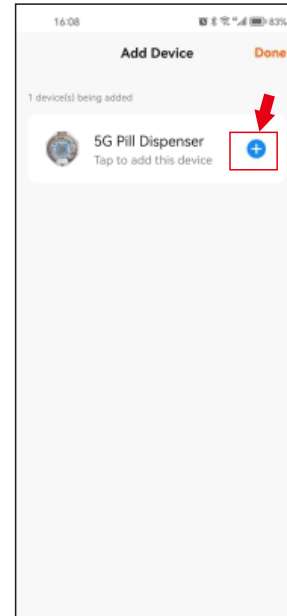 16:08
83%
Add Device
Done
1 device(s) being added
5G Pill Dispenser
Tap to add this device